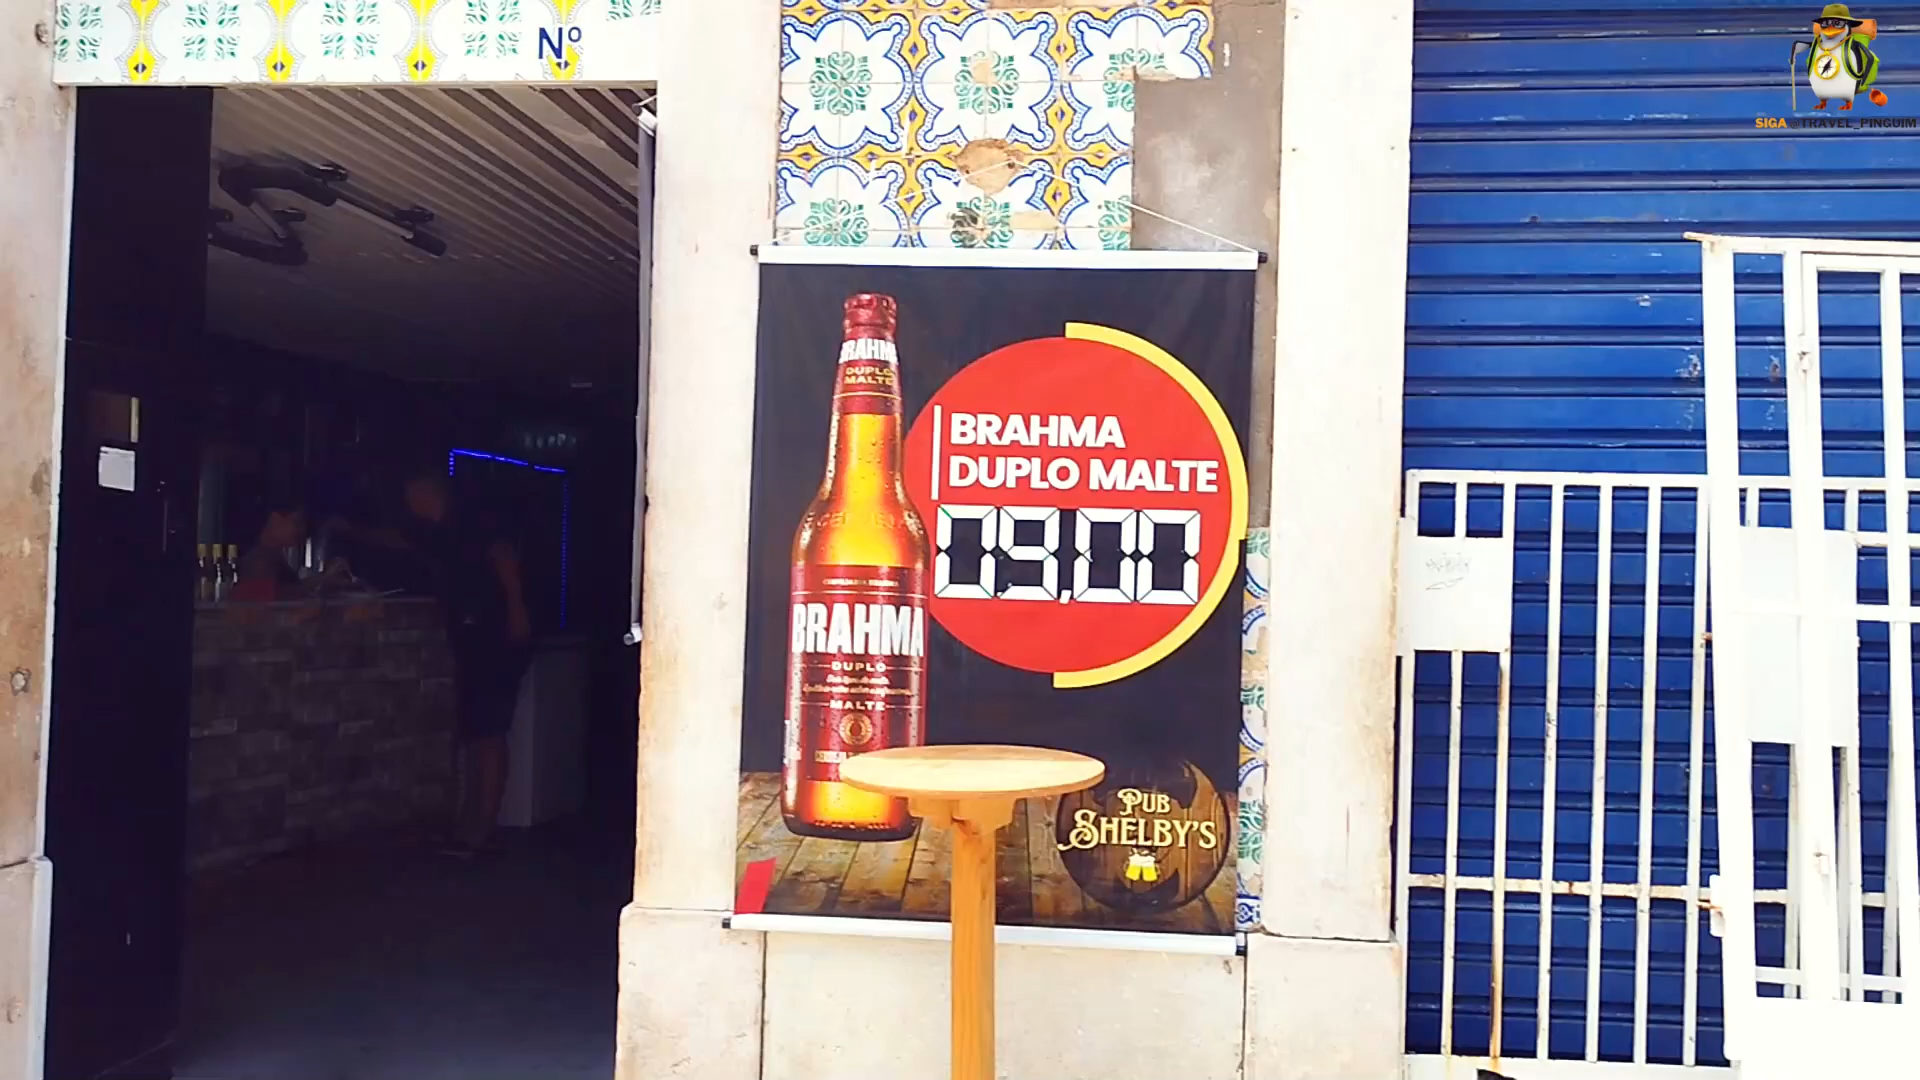 Nº
SIGA @TRAVEL_PINGUIM
BRAHMA
DUPLO
MALTE
BRAHMA
DUPLO MALTE
09,00
BRAHMA
DUPLO
MALTE
PUB
SHELBY'S